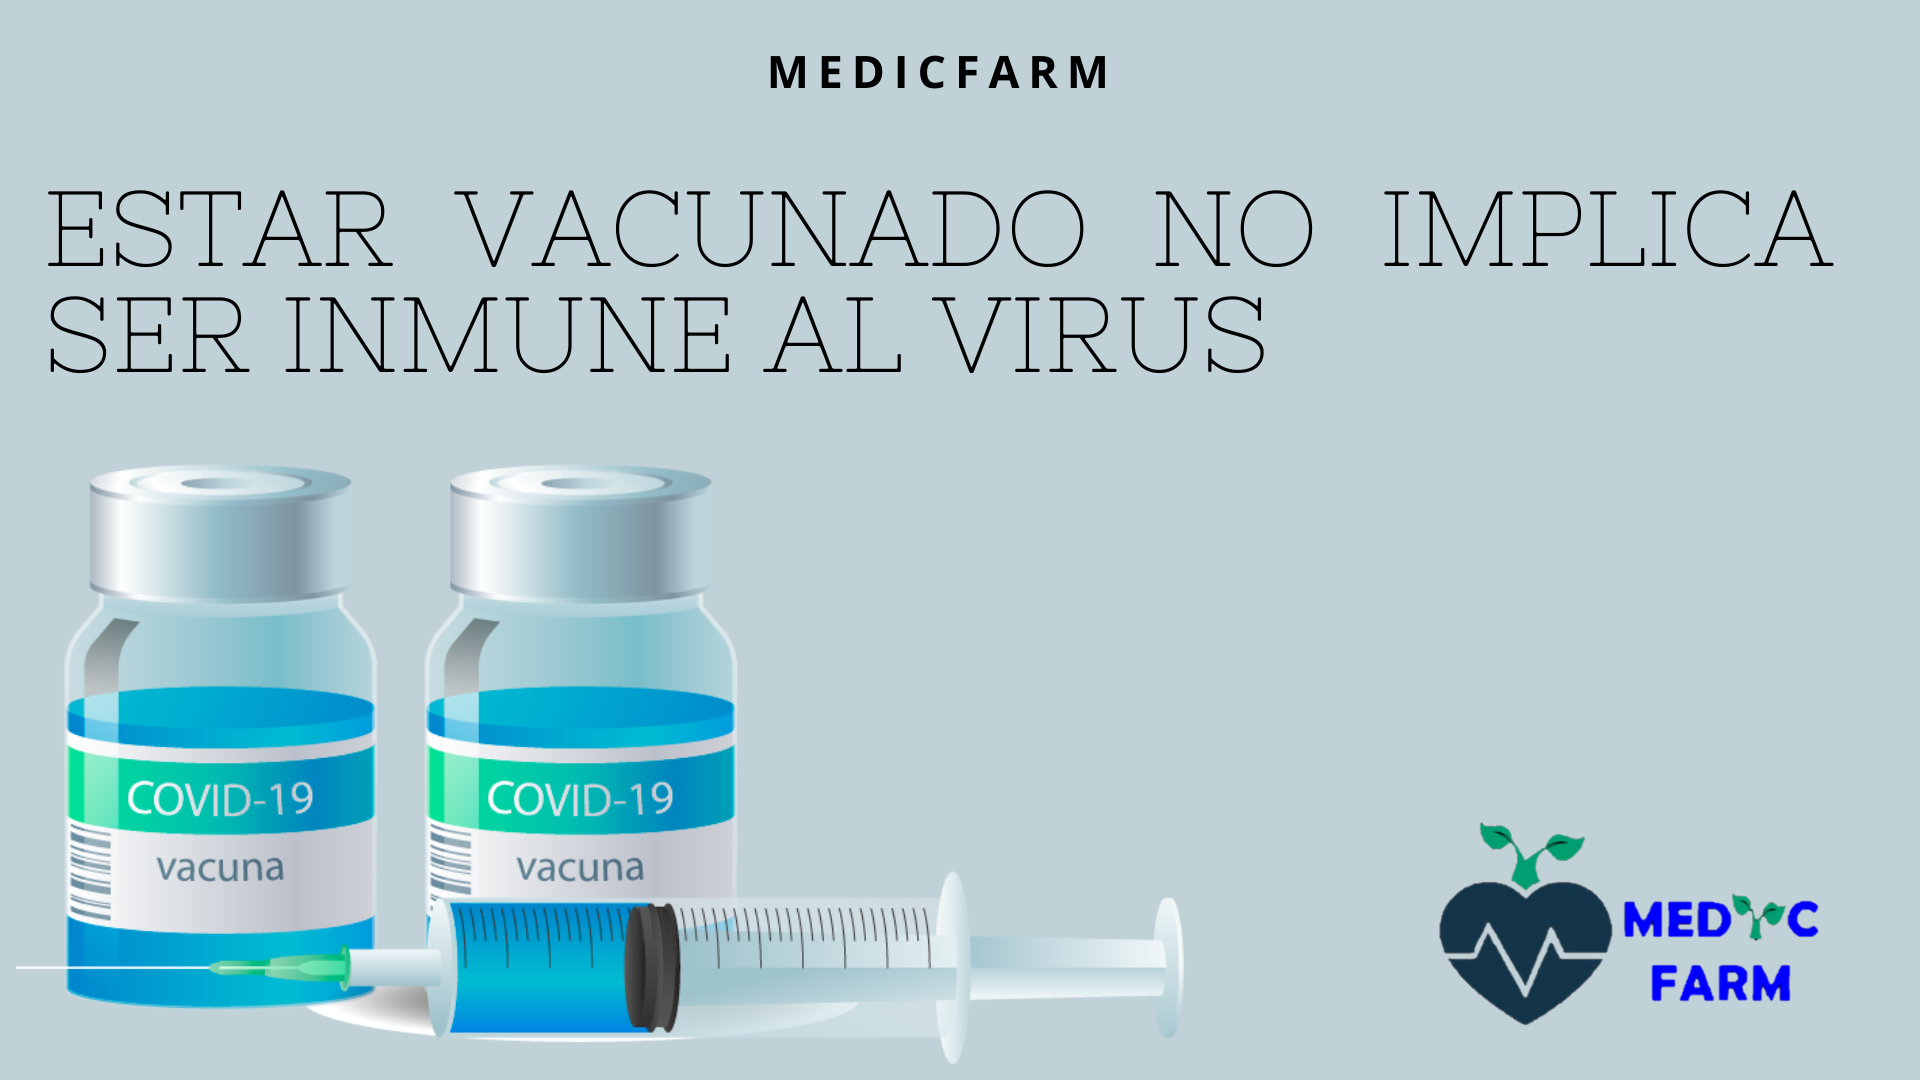 MEDICFARM
ESTAR VACUNADO NO IMPLICA
SER INMUNE AL VIRUS
COVID-19
vacuna
COVID-19
vacuna
MEDIC
FARM